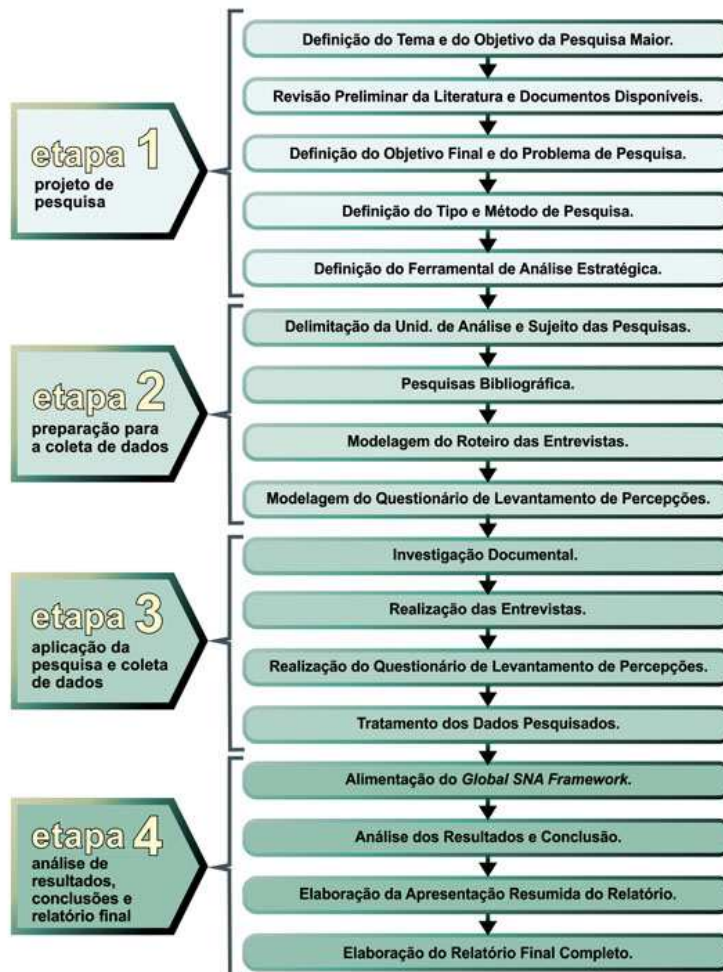 etapa 1
projeto de
pesquisa
Definição do Tema e do Objetivo da Pesquisa Maior.
Revisão Preliminar da Literatura e Documentos Disponíveis.
Definição do Objetivo Final e do Problema de Pesquisa.
Definição do Tipo e Método de Pesquisa.
Definição do Ferramental de Análise Estratégica.
etapa 2
preparação para
a coleta de dados
Delimitação da Unid. de Análise e Sujeito das Pesquisas.
Pesquisas Bibliográfica.
Modelagem do Roteiro das Entrevistas.
Modelagem do Questionário de Levantamento de Percepções.
etapa 3
aplicação da
pesquisa e coleta
de dados
Investigação Documental.
Realização das Entrevistas.
Realização do Questionário de Levantamento de Percepções.
Tratamento dos Dados Pesquisados.
etapa 4
análise de
resultados,
conclusões e
relatório final
Alimentação do Global SNA Framework.
Análise dos Resultados e Conclusão.
Elaboração da Apresentação Resumida do Relatório.
Elaboração do Relatório Final Completo.